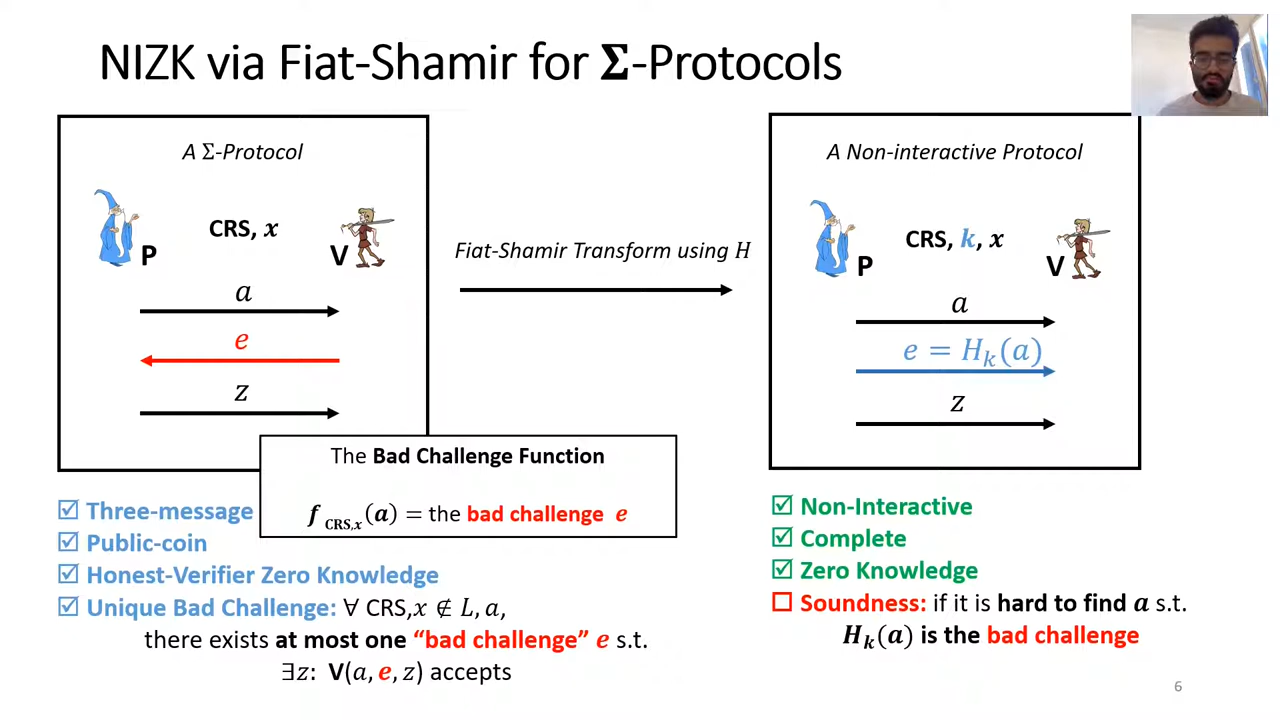 NIZK via Fiat-Shamir for Σ-Protocols
A Σ-Protocol
P
CRS, x
V
a
e
z
Fiat-Shamir Transform using H
A Non-interactive Protocol
P
CRS, k, x
V
a
e = H_k(a)
z
The Bad Challenge Function
f_CRS,x(a) = the bad challenge e
☑ Three-message
☑ Public-coin
☑ Honest-Verifier Zero Knowledge
☑ Unique Bad Challenge: ∀ CRS,x ∉ L, a,
there exists at most one “bad challenge” e s.t.
∃z: V(a, e, z) accepts
☑ Non-Interactive
☑ Complete
☑ Zero Knowledge
☐ Soundness: if it is hard to find a s.t.
H_k(a) is the bad challenge
6